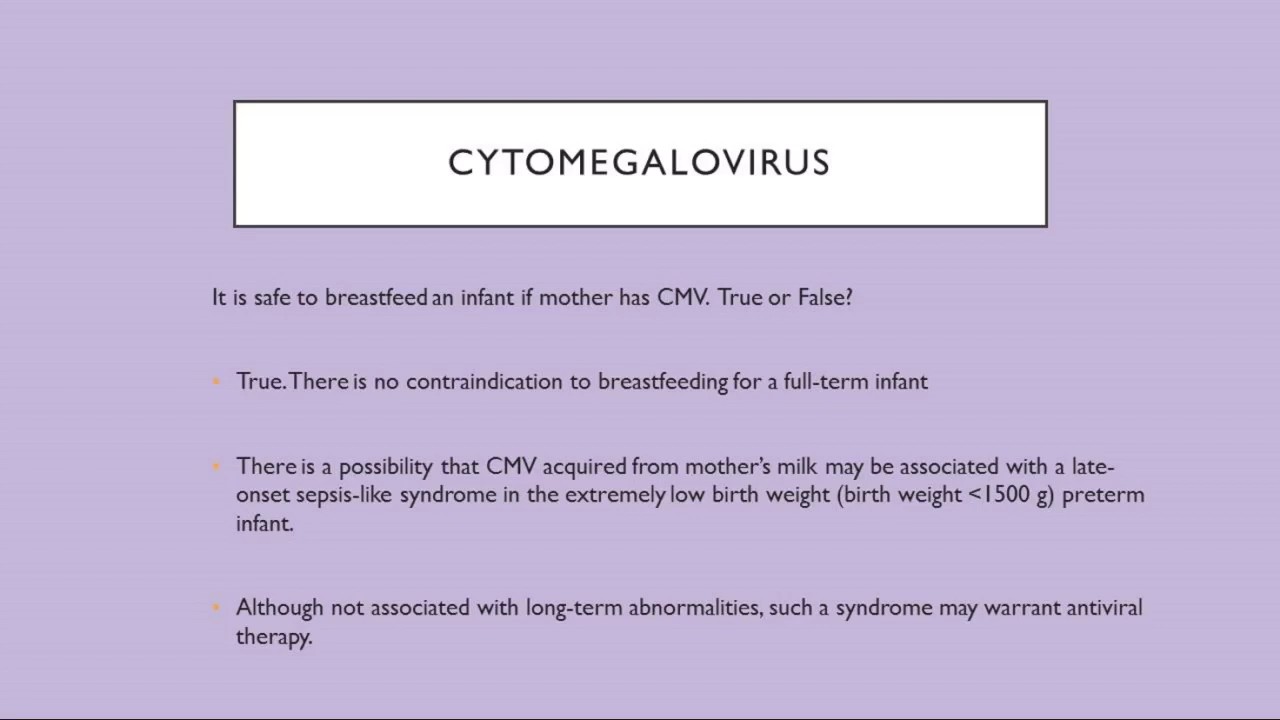 CYTOMEGALOVIRUS
It is safe to breastfeed an infant if mother has CMV. True or False?
• True. There is no contraindication to breastfeeding for a full-term infant
• There is a possibility that CMV acquired from mother’s milk may be associated with a late-
onset sepsis-like syndrome in the extremely low birth weight (birth weight <1500 g) preterm
infant.
• Although not associated with long-term abnormalities, such a syndrome may warrant antiviral
therapy.